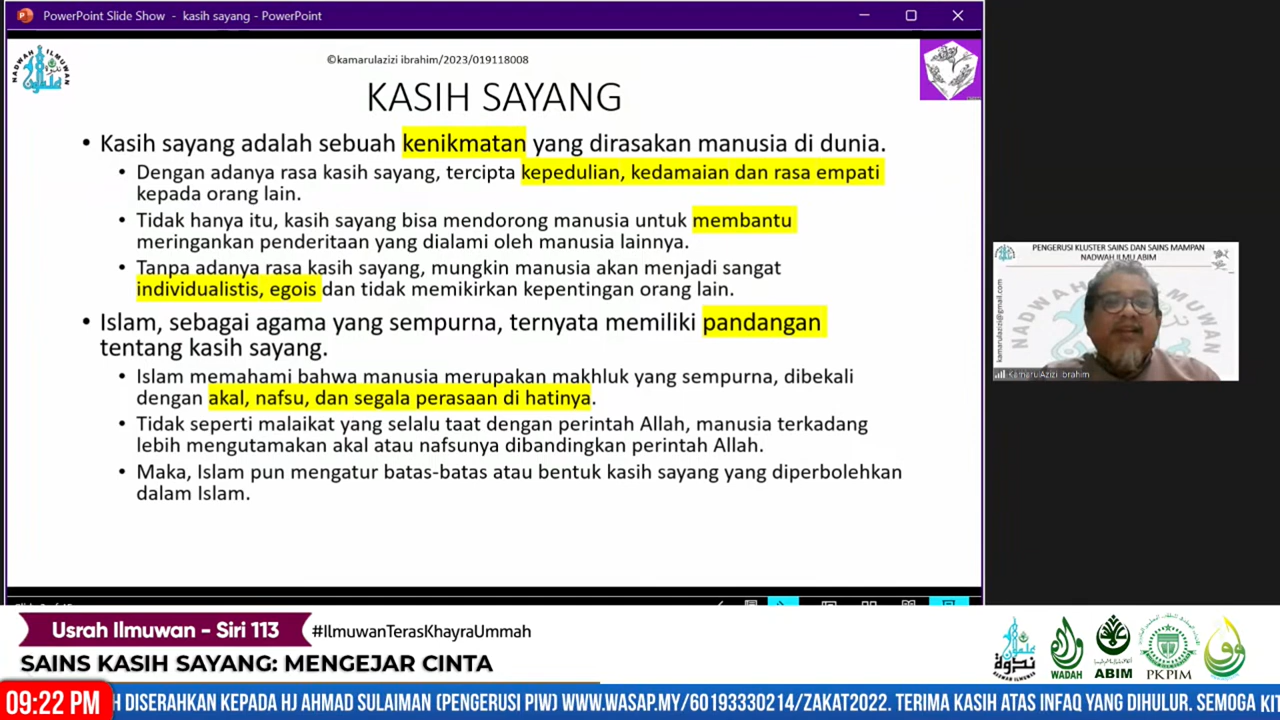 PowerPoint Slide Show - kasih sayang - PowerPoint
NADWAH ILMUWAN
©kamarulazizi ibrahim/2023/019118008
KASIH SAYANG
• Kasih sayang adalah sebuah kenikmatan yang dirasakan manusia di dunia.
• Dengan adanya rasa kasih sayang, tercipta kepedulian, kedamaian dan rasa empati
kepada orang lain.
• Tidak hanya itu, kasih sayang bisa mendorong manusia untuk membantu
meringankan penderitaan yang dialami oleh manusia lainnya.
• Tanpa adanya rasa kasih sayang, mungkin manusia akan menjadi sangat
individualistis, egois dan tidak memikirkan kepentingan orang lain.
• Islam, sebagai agama yang sempurna, ternyata memiliki pandangan
tentang kasih sayang.
• Islam memahami bahwa manusia merupakan makhluk yang sempurna, dibekali
dengan akal, nafsu, dan segala perasaan di hatinya.
• Tidak seperti malaikat yang selalu taat dengan perintah Allah, manusia terkadang
lebih mengutamakan akal atau nafsunya dibandingkan perintah Allah.
• Maka, Islam pun mengatur batas-batas atau bentuk kasih sayang yang diperbolehkan
dalam Islam.
PENGERUSI KLUSTER SAINS DAN SAINS MAMPAN
NADWAH ILMU ABIM
kamarulazizi@gmail.com
KamarulAzizi Ibrahim
Usrah Ilmuwan - Siri 113
#IlmuwanTerasKhayraUmmah
SAINS KASIH SAYANG: MENGEJAR CINTA
WADAH
ABIM
PKPIM
09:22 PM
H DISERAHKAN KEPADA HJ AHMAD SULAIMAN (PENGERUSI PIW) WWW.WASAP.MY/60193330214/ZAKAT2022. TERIMA KASIH ATAS INFAQ YANG DIHULUR. SEMOGA KI